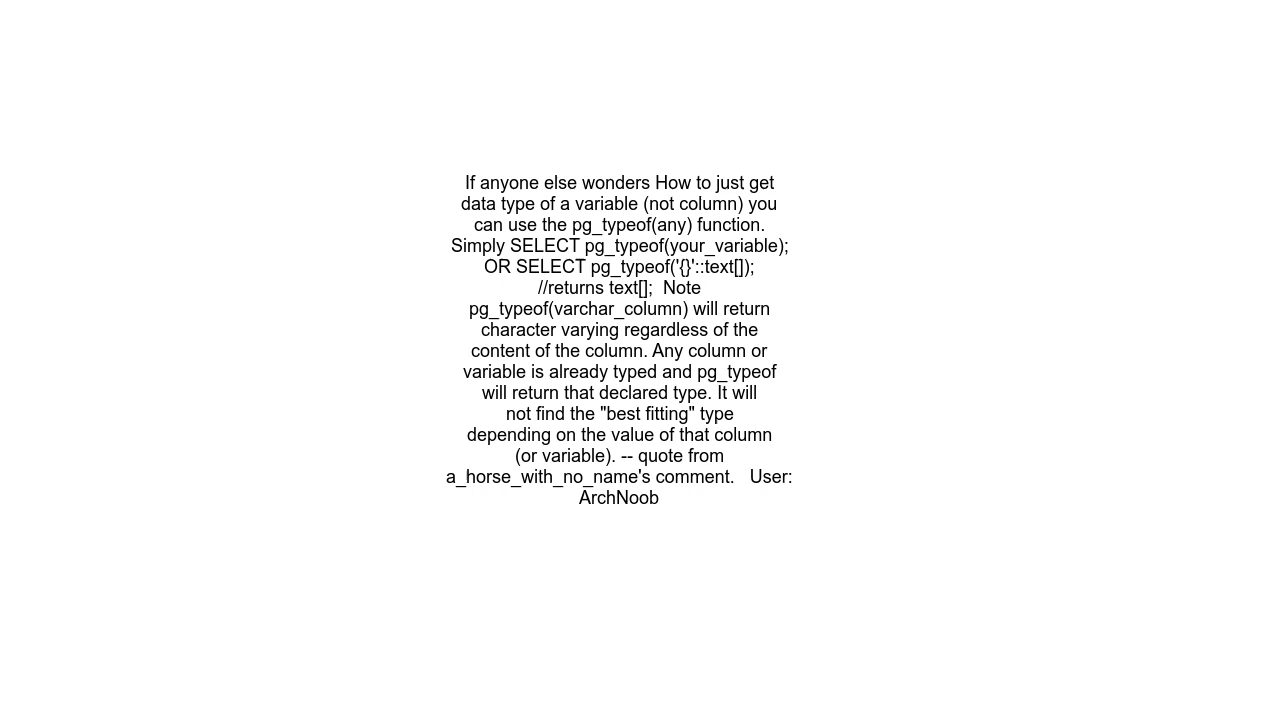 If anyone else wonders How to just get
data type of a variable (not column) you
can use the pg_typeof(any) function.
Simply SELECT pg_typeof(your_variable);
OR SELECT pg_typeof('{}'::text[]);
//returns text[];  Note
pg_typeof(varchar_column) will return
character varying regardless of the
content of the column. Any column or
variable is already typed and pg_typeof
will return that declared type. It will
not find the "best fitting" type
depending on the value of that column
(or variable). -- quote from
a_horse_with_no_name's comment.   User:
ArchNoob